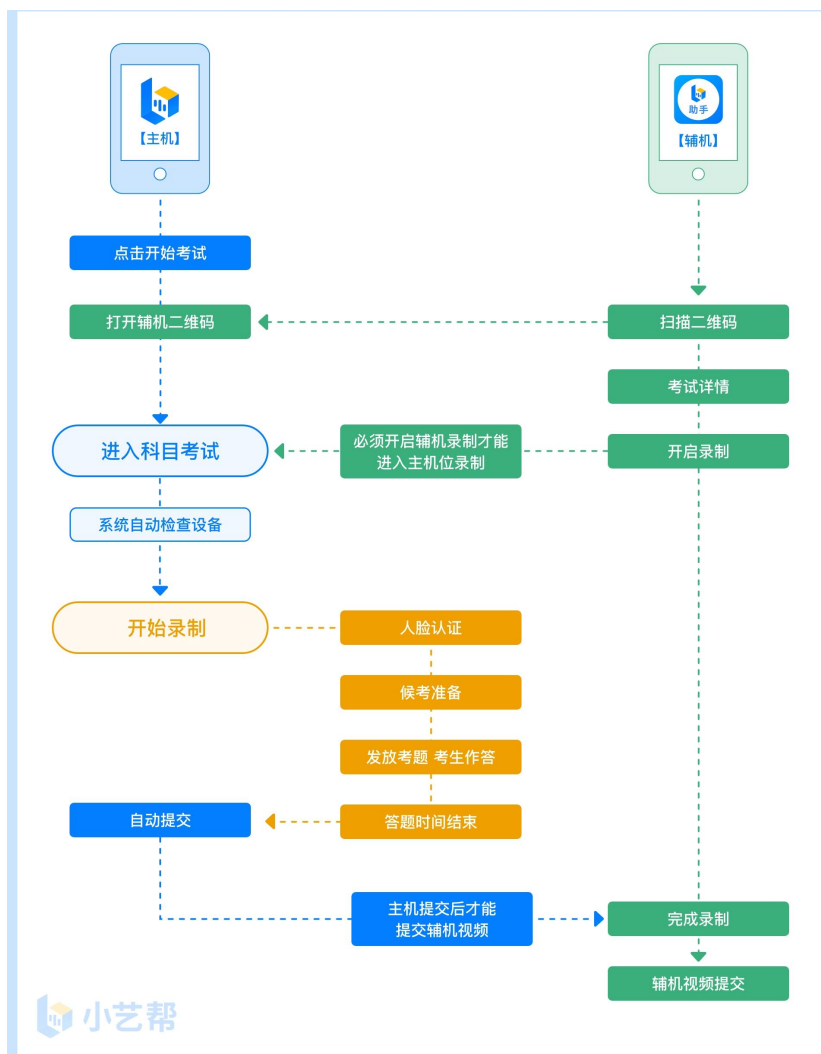 【主机】
助手
【辅机】
点击开始考试
打开辅机二维码
扫描二维码
考试详情
进入科目考试
必须开启辅机录制才能
进入主机位录制
开启录制
系统自动检查设备
开始录制
人脸认证
候考准备
发放考题 考生作答
自动提交
答题时间结束
主机提交后才能
提交辅机视频
完成录制
辅机视频提交
小艺帮